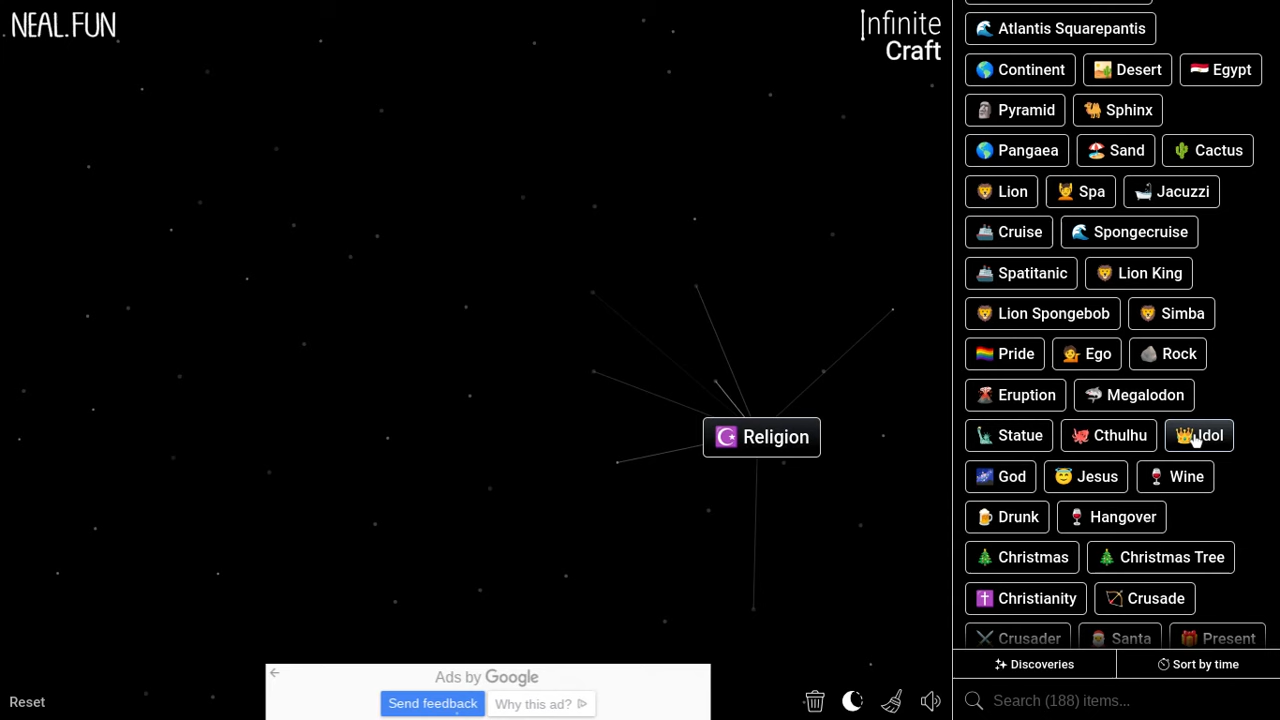 NEAL.FUN
Infinite
Craft
Atlantis Squarepantis
Continent Desert Egypt
Pyramid Sphinx
Pangaea Sand Cactus
Lion Spa Jacuzzi
Cruise Spongecruise
Spatitanic Lion King
Lion Spongebob Simba
Pride Ego Rock
Eruption Megalodon
Religion
Statue Cthulhu Idol
God Jesus Wine
Drunk Hangover
Christmas Christmas Tree
Christianity Crusade
Crusader Santa Present
Discoveries Sort by time
Ads by Google
Send feedback Why this ad?
Reset
Search (188) items...